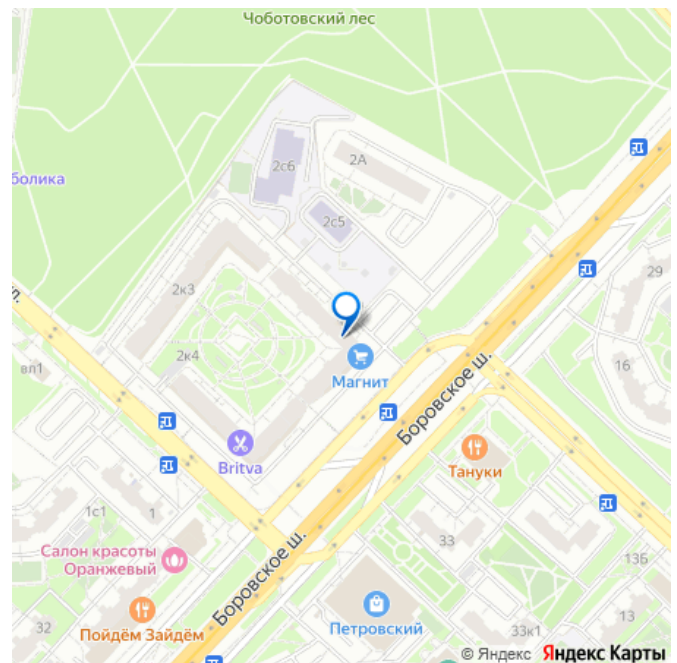 Чоботовский лес
2А
2с6
болика
2с5
29
2к3
л.
2к4
вл1
16
Магнит
Боровское ш.
Britva
Тануки
1с1
1
33
Салон красоты
Оранжевый
13Б
Боровское ш.
Петровский
13
32
Пойдём Зайдём
33к1
© Яндекс Яндекс Карты